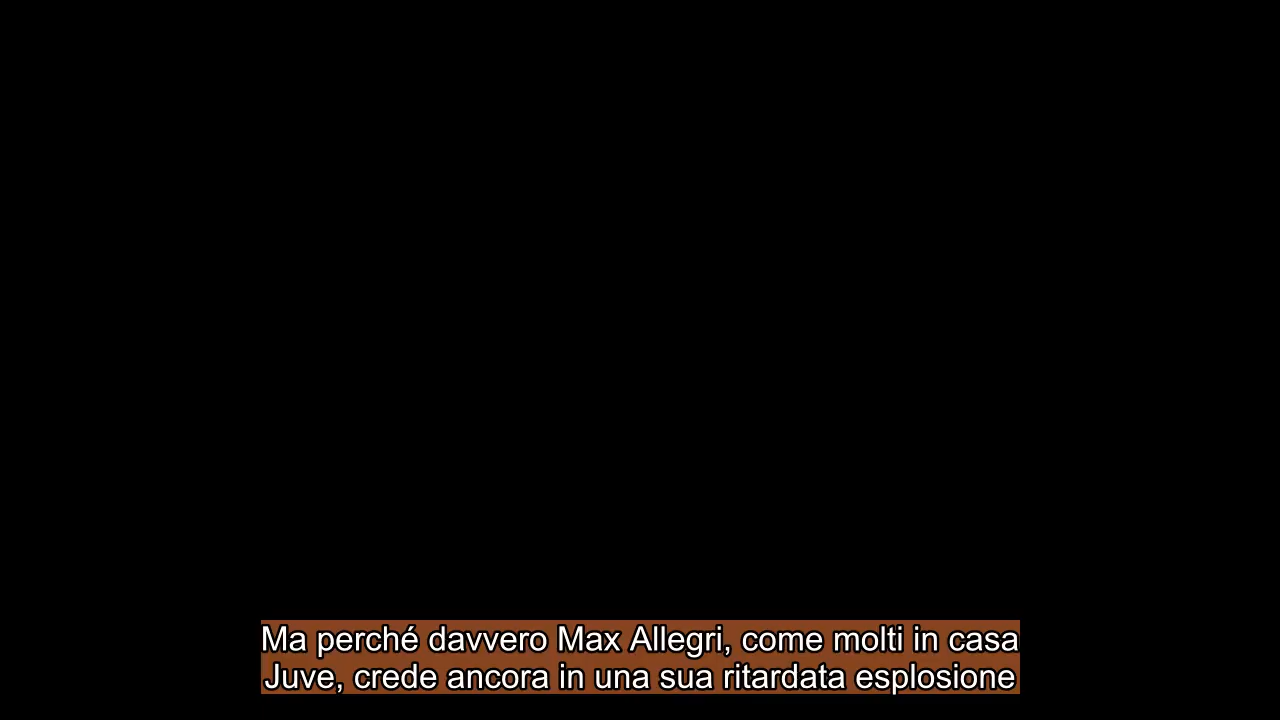 Ma perché davvero Max Allegri, come molti in casa
Juve, crede ancora in una sua ritardata esplosione